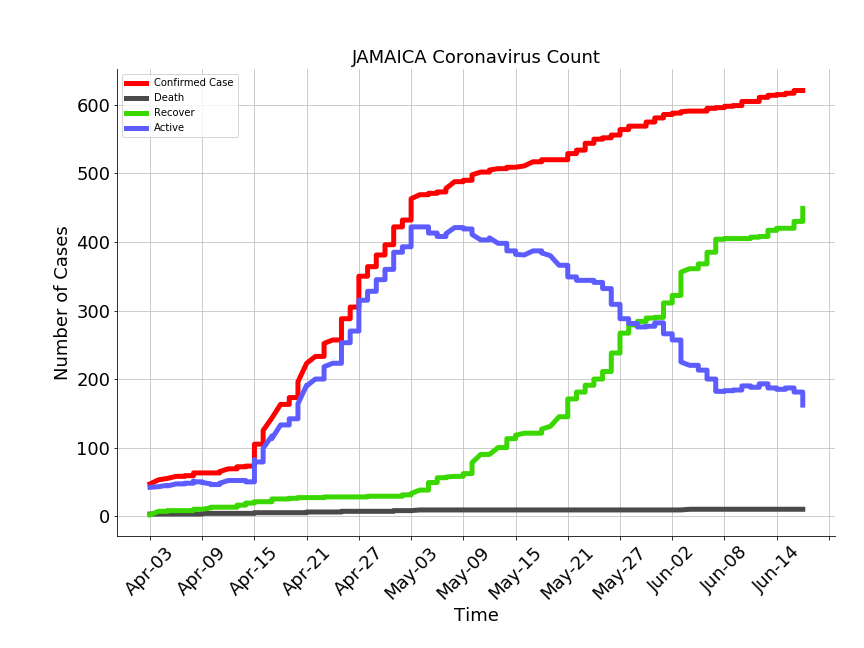 JAMAICA Coronavirus Count
Confirmed Case
Death
Recover
Active
Number of Cases
600
500
400
300
200
100
0
Apr-03
Apr-09
Apr-15
Apr-21
Apr-27
May-03
May-09
May-15
May-21
May-27
Jun-02
Jun-08
Jun-14
Time